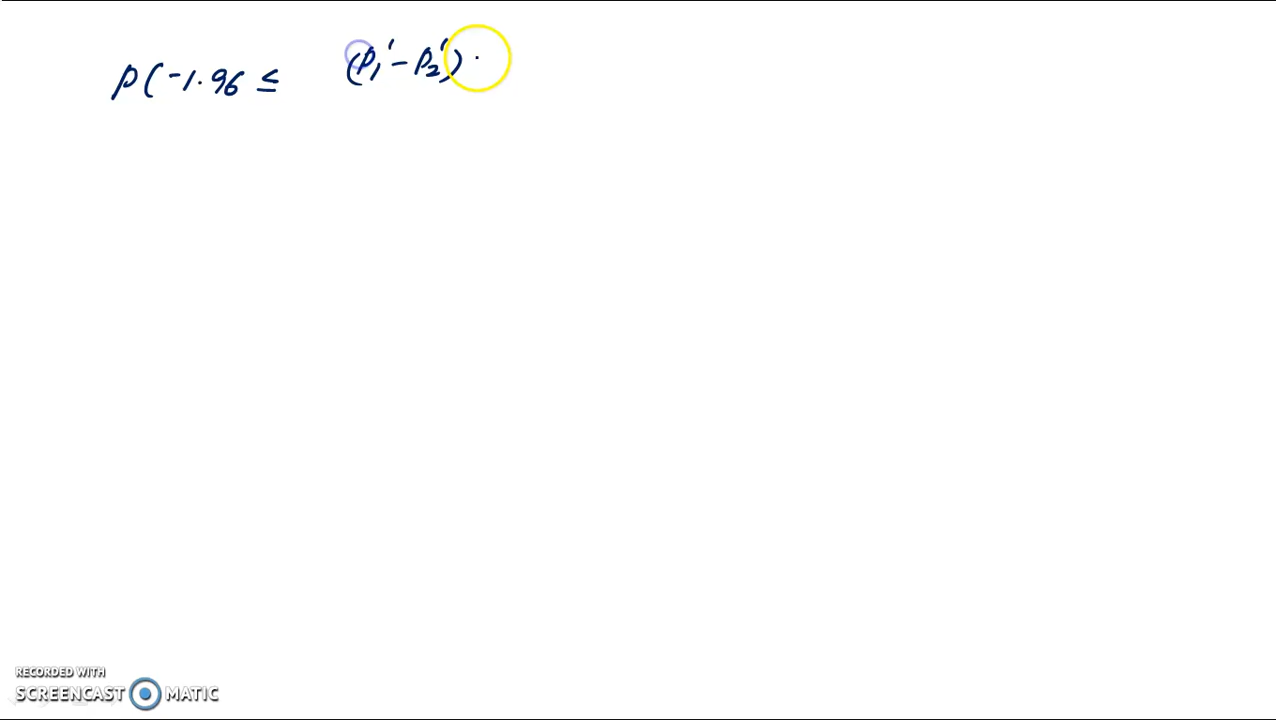 P(-1.96 ≤ (P₁' - P₂')
RECORDED WITH
SCREENCAST MATIC